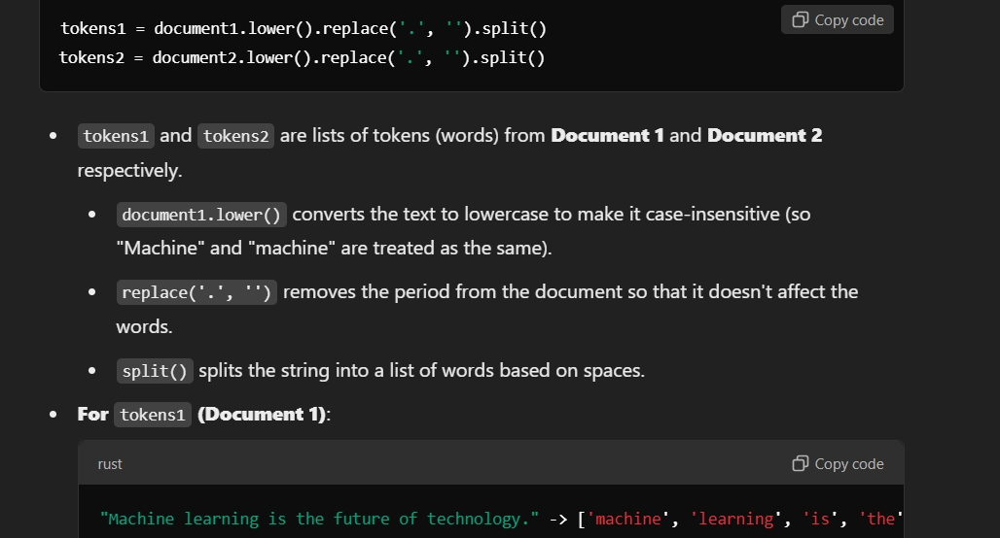 tokens1 = document1.lower().replace('.', '').split()
Copy code
tokens2 = document2.lower().replace('.', '').split()
• tokens1 and tokens2 are lists of tokens (words) from Document 1 and Document 2
respectively.
• document1.lower() converts the text to lowercase to make it case-insensitive (so
"Machine" and "machine" are treated as the same).
• replace('.', '') removes the period from the document so that it doesn't affect the
words.
• split() splits the string into a list of words based on spaces.
• For tokens1 (Document 1):
rust
Copy code
"Machine learning is the future of technology." -> ['machine', 'learning', 'is', 'the'